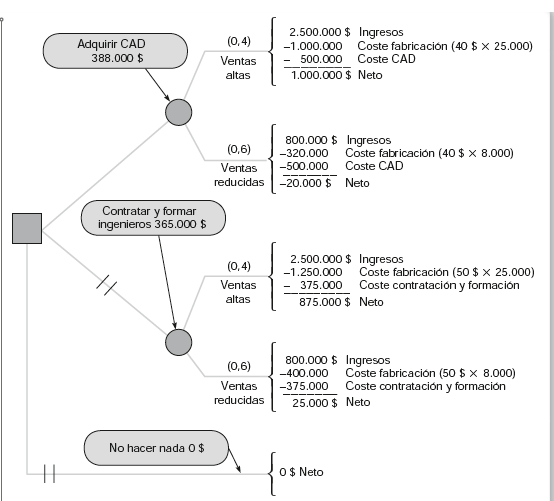 Adquirir CAD
388.000 $
(0,4)
Ventas
altas
2.500.000 $ Ingresos
–1.000.000 Coste fabricación (40 $ × 25.000)
– 500.000 Coste CAD
1.000.000 $ Neto
(0,6)
Ventas
reducidas
800.000 $ Ingresos
–320.000 Coste fabricación (40 $ × 8.000)
–500.000 Coste CAD
–20.000 $ Neto
Contratar y formar
ingenieros 365.000 $
(0,4)
Ventas
altas
2.500.000 $ Ingresos
–1.250.000 Coste fabricación (50 $ × 25.000)
– 375.000 Coste contratación y formación
875.000 $ Neto
(0,6)
Ventas
reducidas
800.000 $ Ingresos
–400.000 Coste fabricación (50 $ × 8.000)
–375.000 Coste contratación y formación
25.000 $ Neto
No hacer nada 0 $
0 $ Neto